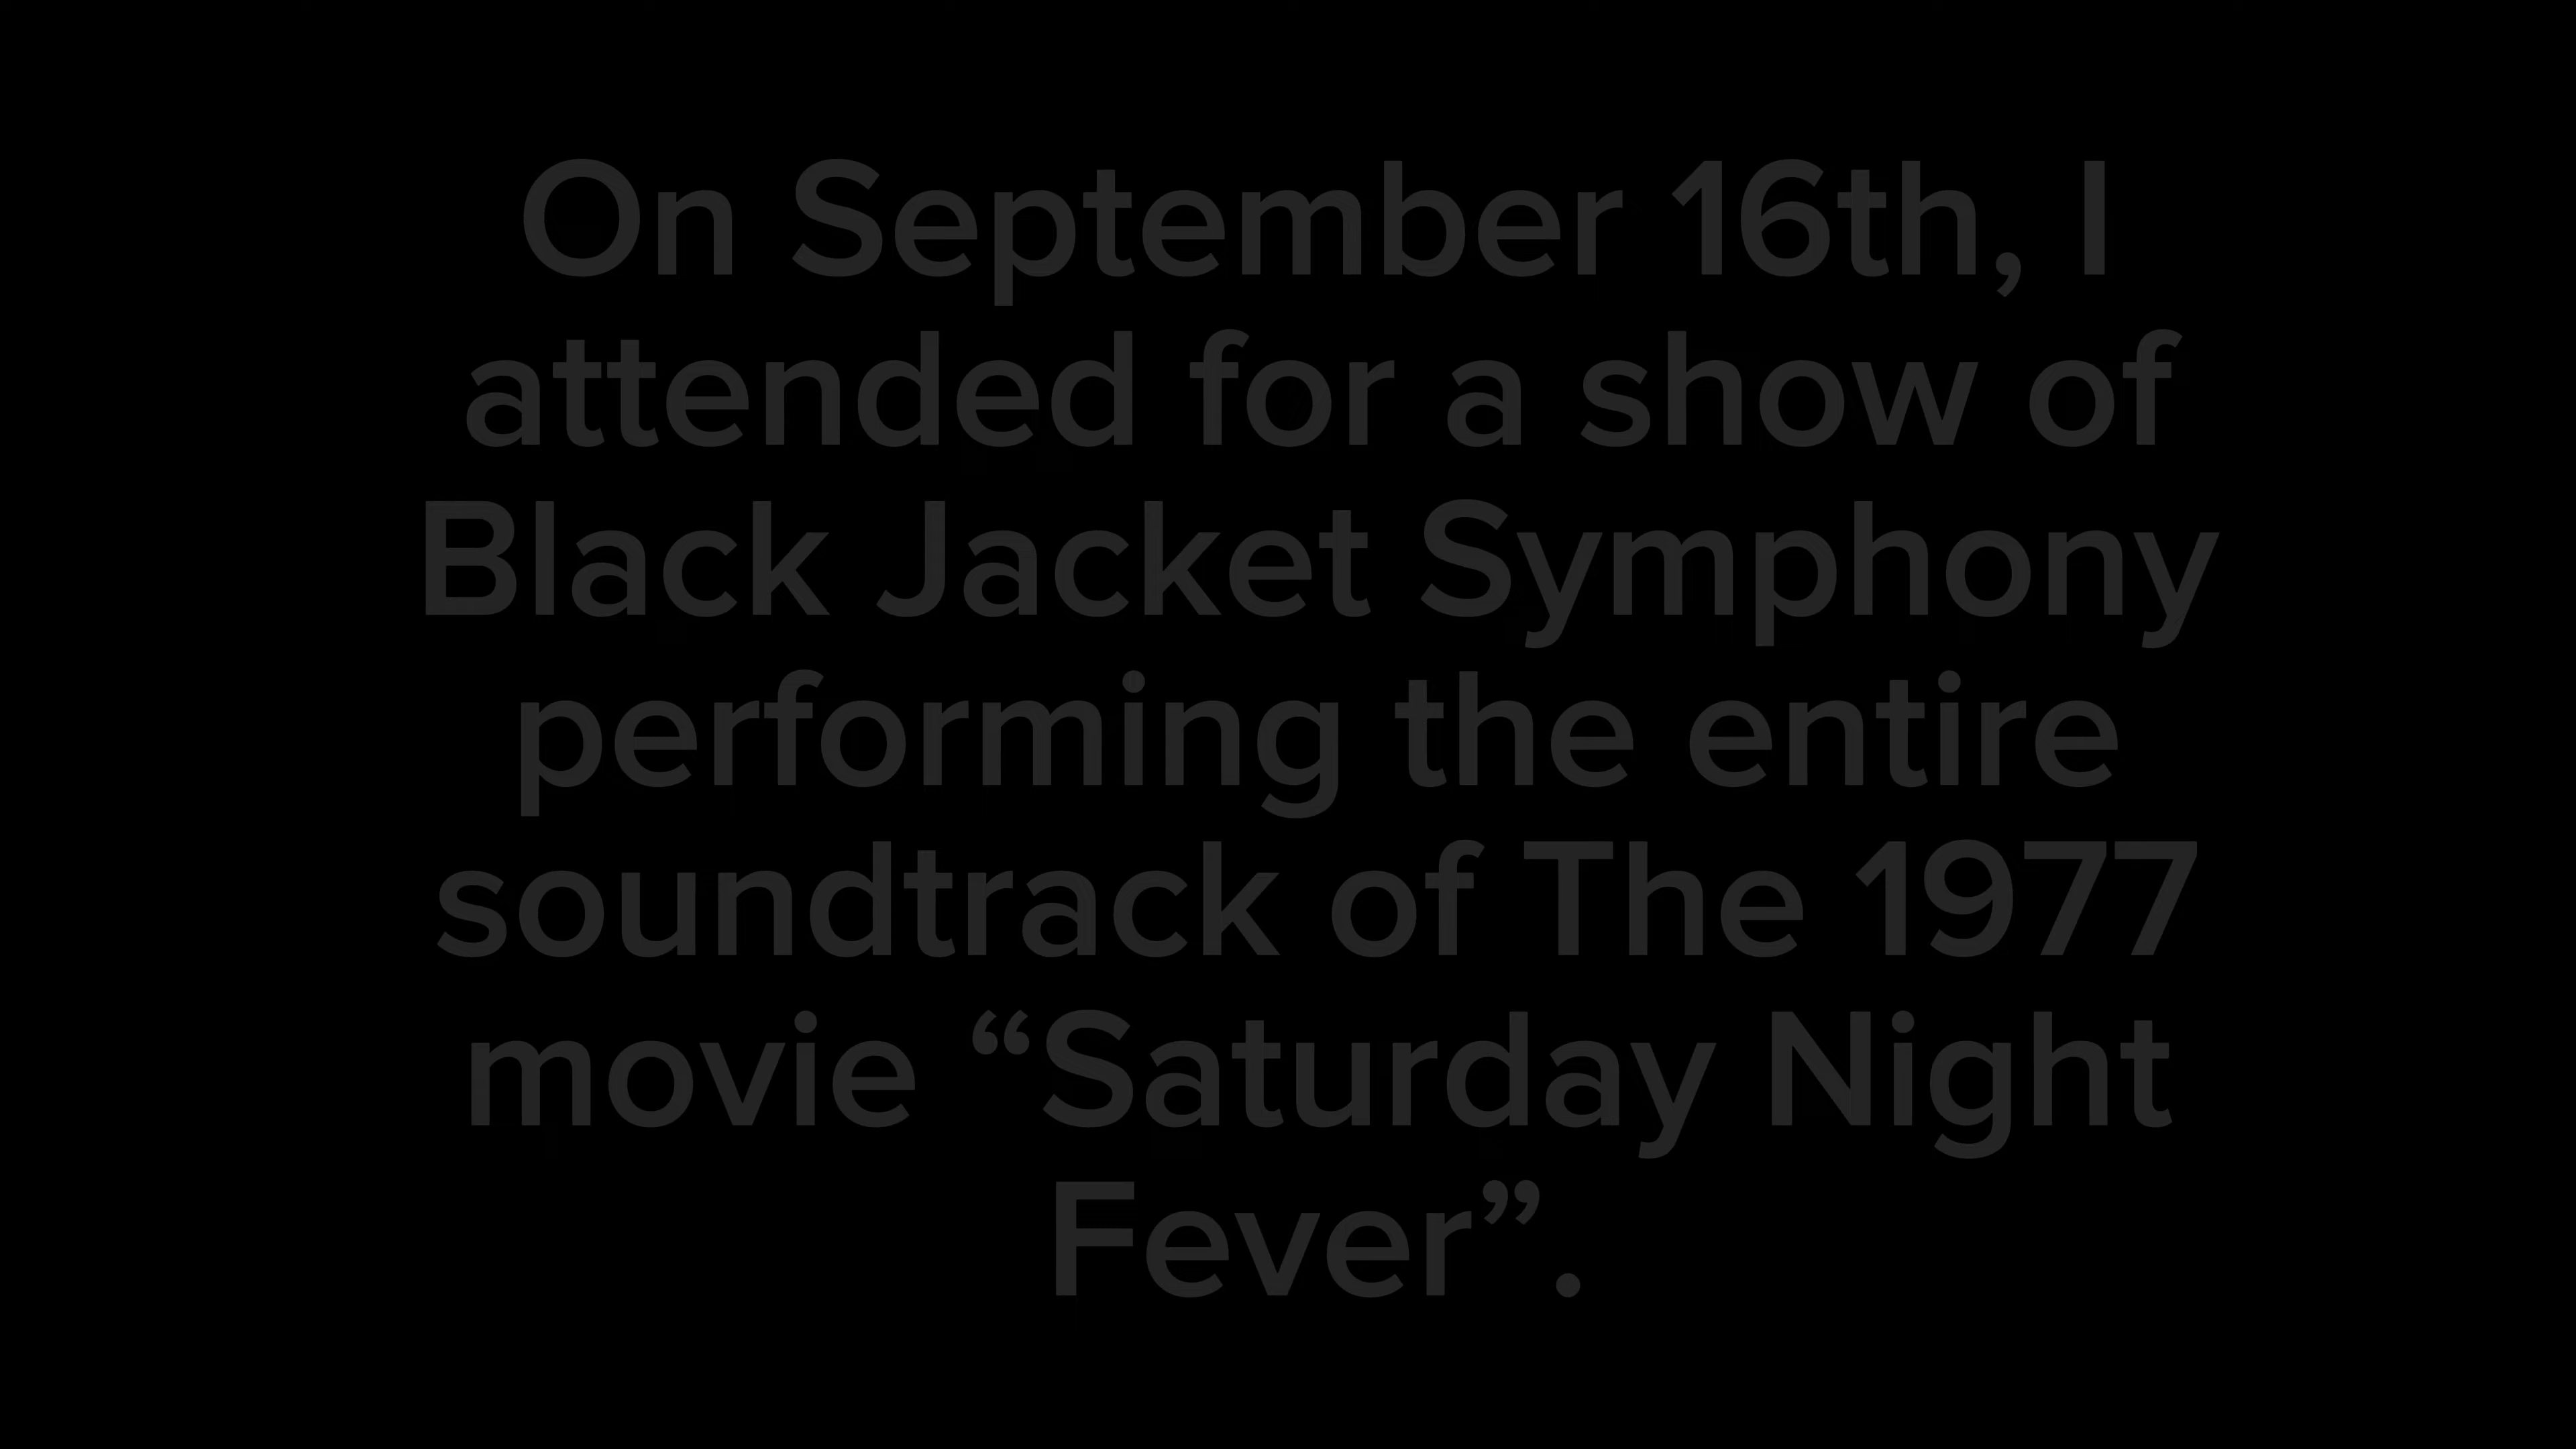 On September 16th, I
attended for a show of
Black Jacket Symphony
performing the entire
soundtrack of The 1977
movie “Saturday Night
Fever”.